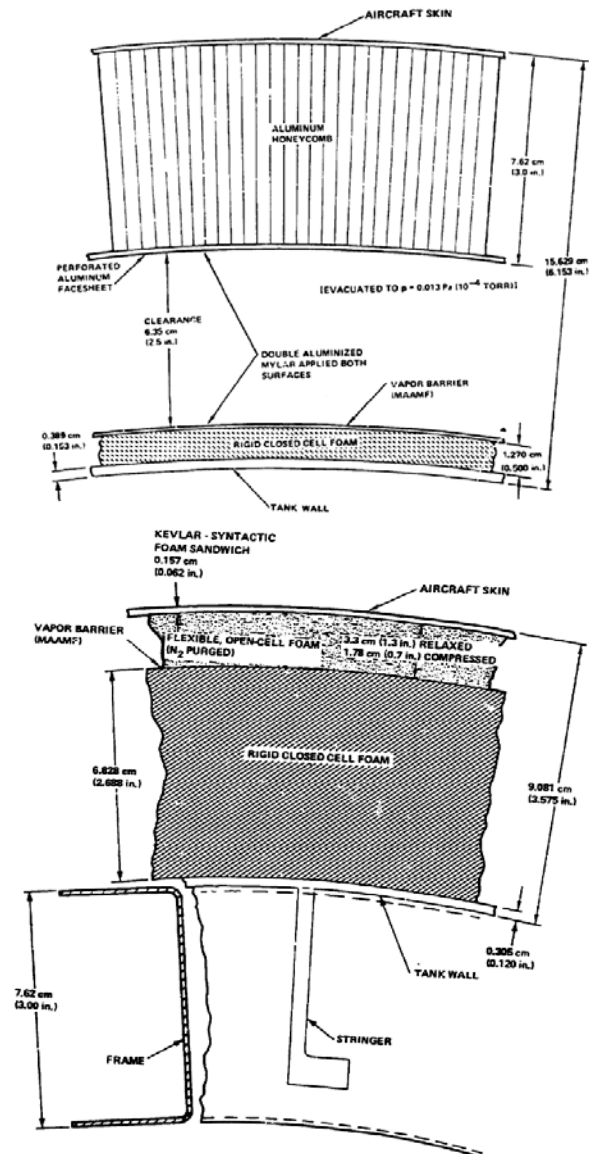 AIRCRAFT SKIN
ALUMINUM
HONEYCOMB
7.62 cm
(3.0 in.)
15.629 cm
(6.153 in.)
PERFORATED
ALUMINUM
FACESHEET
[EVACUATED TO p = 0.013 Pa (10⁻⁴ TORR)]
CLEARANCE
6.35 cm
(2.5 in.)
DOUBLE ALUMINIZED
MYLAR APPLIED BOTH
SURFACES
VAPOR BARRIER
(MAAMF)
0.389 cm
(0.153 in.)
RIGID CLOSED CELL FOAM
1.270 cm
(0.500 in.)
TANK WALL
KEVLAR - SYNTACTIC
FOAM SANDWICH
0.157 cm
(0.062 in.)
AIRCRAFT SKIN
VAPOR BARRIER
(MAAMF)
FLEXIBLE, OPEN-CELL FOAM
(N₂ PURGED)
3.3 cm (1.3 in.) RELAXED
1.78 cm (0.7 in.) COMPRESSED
RIGID CLOSED CELL FOAM
6.828 cm
(2.688 in.)
9.081 cm
(3.575 in.)
0.305 cm
(0.120 in.)
TANK WALL
7.62 cm
(3.00 in.)
STRINGER
FRAME